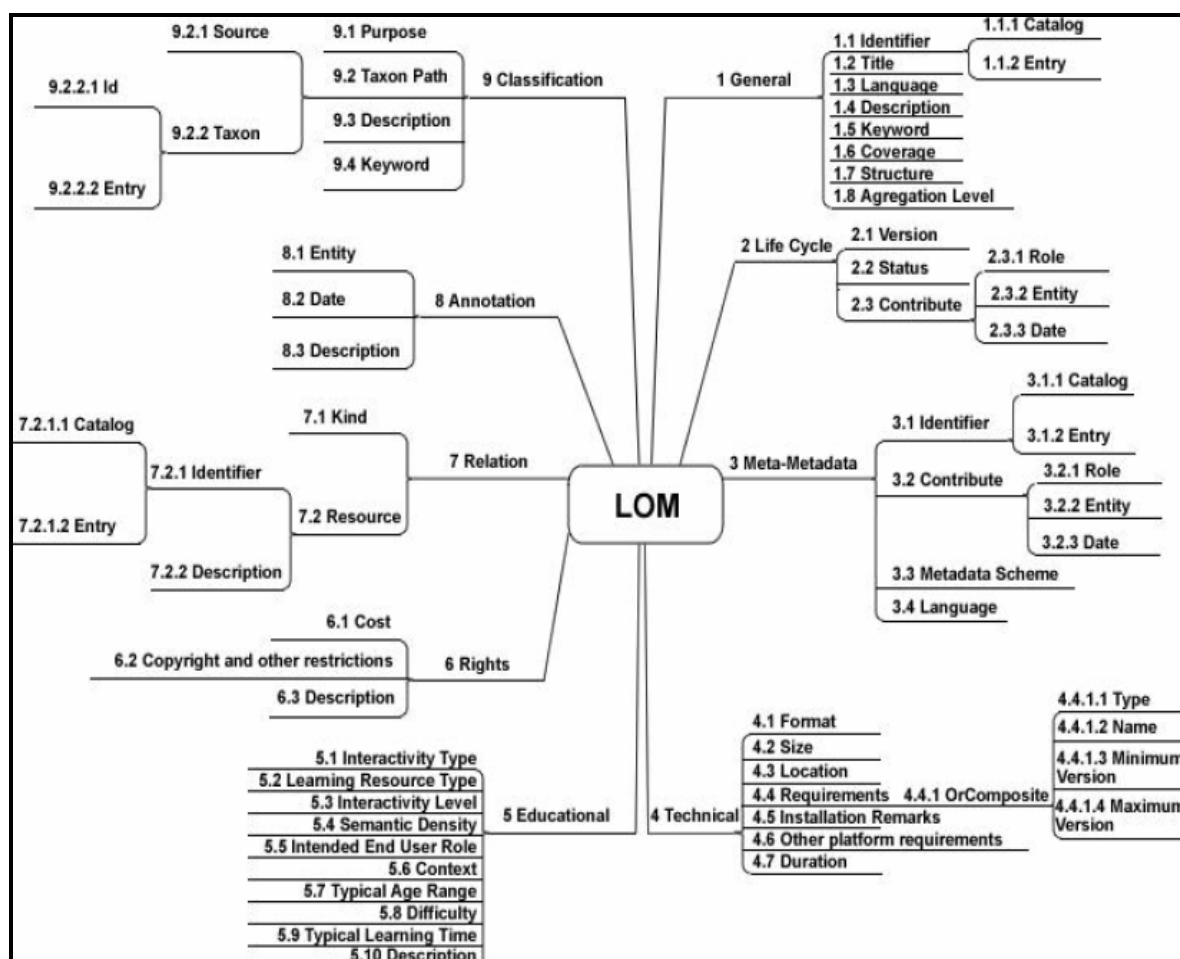 LOM
1 General
1.1 Identifier
1.1.1 Catalog
1.1.2 Entry
1.2 Title
1.3 Language
1.4 Description
1.5 Keyword
1.6 Coverage
1.7 Structure
1.8 Agregation Level
2 Life Cycle
2.1 Version
2.2 Status
2.3 Contribute
2.3.1 Role
2.3.2 Entity
2.3.3 Date
3 Meta-Metadata
3.1 Identifier
3.1.1 Catalog
3.1.2 Entry
3.2 Contribute
3.2.1 Role
3.2.2 Entity
3.2.3 Date
3.3 Metadata Scheme
3.4 Language
4 Technical
4.1 Format
4.2 Size
4.3 Location
4.4 Requirements
4.4.1 OrComposite
4.4.1.1 Type
4.4.1.2 Name
4.4.1.3 Minimum
Version
4.4.1.4 Maximum
Version
4.5 Installation Remarks
4.6 Other platform requirements
4.7 Duration
5 Educational
5.1 Interactivity Type
5.2 Learning Resource Type
5.3 Interactivity Level
5.4 Semantic Density
5.5 Intended End User Role
5.6 Context
5.7 Typical Age Range
5.8 Difficulty
5.9 Typical Learning Time
5.10 Description
6 Rights
6.1 Cost
6.2 Copyright and other restrictions
6.3 Description
7 Relation
7.1 Kind
7.2 Resource
7.2.1 Identifier
7.2.1.1 Catalog
7.2.1.2 Entry
7.2.2 Description
8 Annotation
8.1 Entity
8.2 Date
8.3 Description
9 Classification
9.1 Purpose
9.2 Taxon Path
9.2.1 Source
9.2.2 Taxon
9.2.2.1 Id
9.2.2.2 Entry
9.3 Description
9.4 Keyword